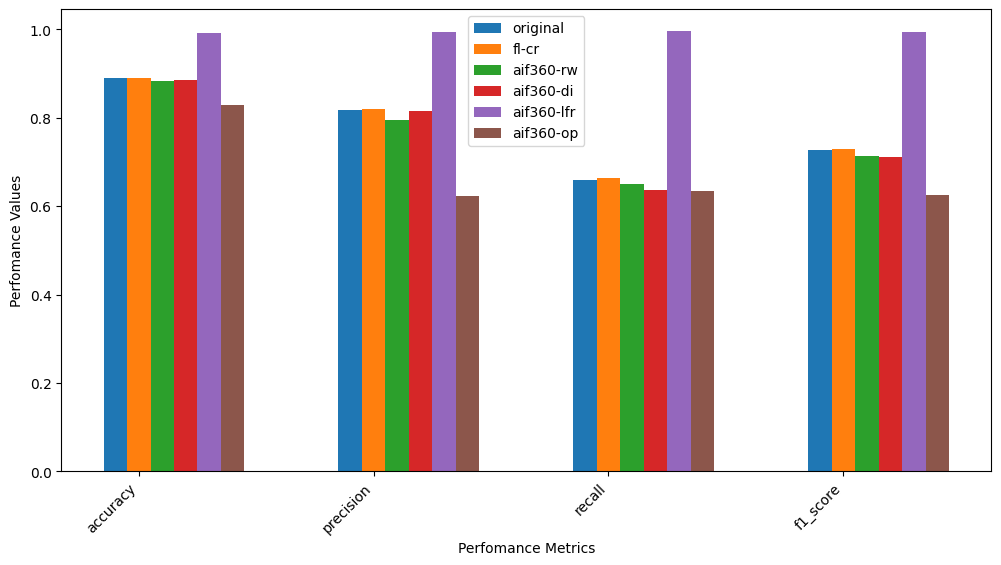 original
fl-cr
aif360-rw
aif360-di
aif360-lfr
aif360-op
1.0
0.8
0.6
0.4
0.2
0.0
Perfomance Values
accuracy
precision
recall
f1_score
Perfomance Metrics